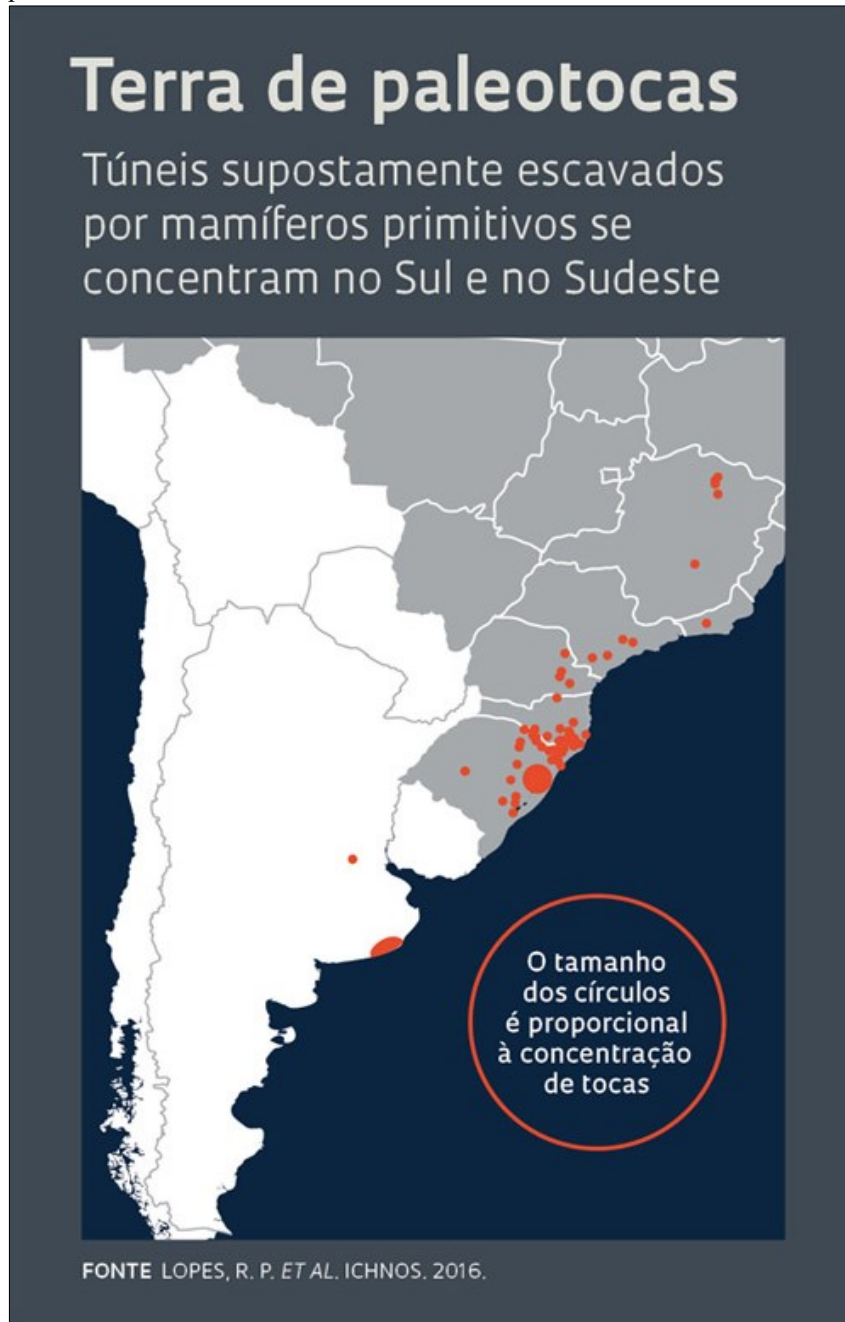 Terra de paleotocas
Túneis supostamente escavados
por mamíferos primitivos se
concentram no Sul e no Sudeste
O tamanho
dos círculos
é proporcional
à concentração
de tocas
FONTE LOPES, R. P. ET AL. ICHNOS. 2016.